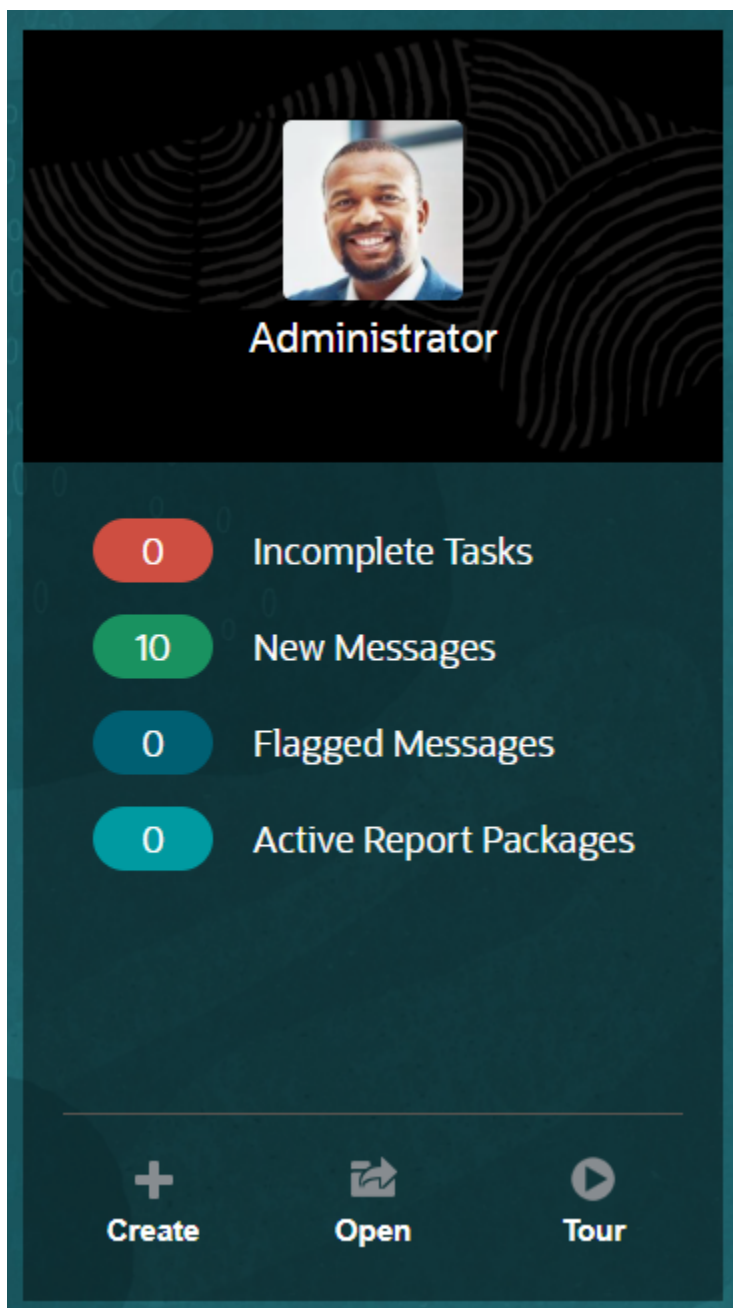 Administrator
0 Incomplete Tasks
10 New Messages
0 Flagged Messages
0 Active Report Packages
Create Open Tour